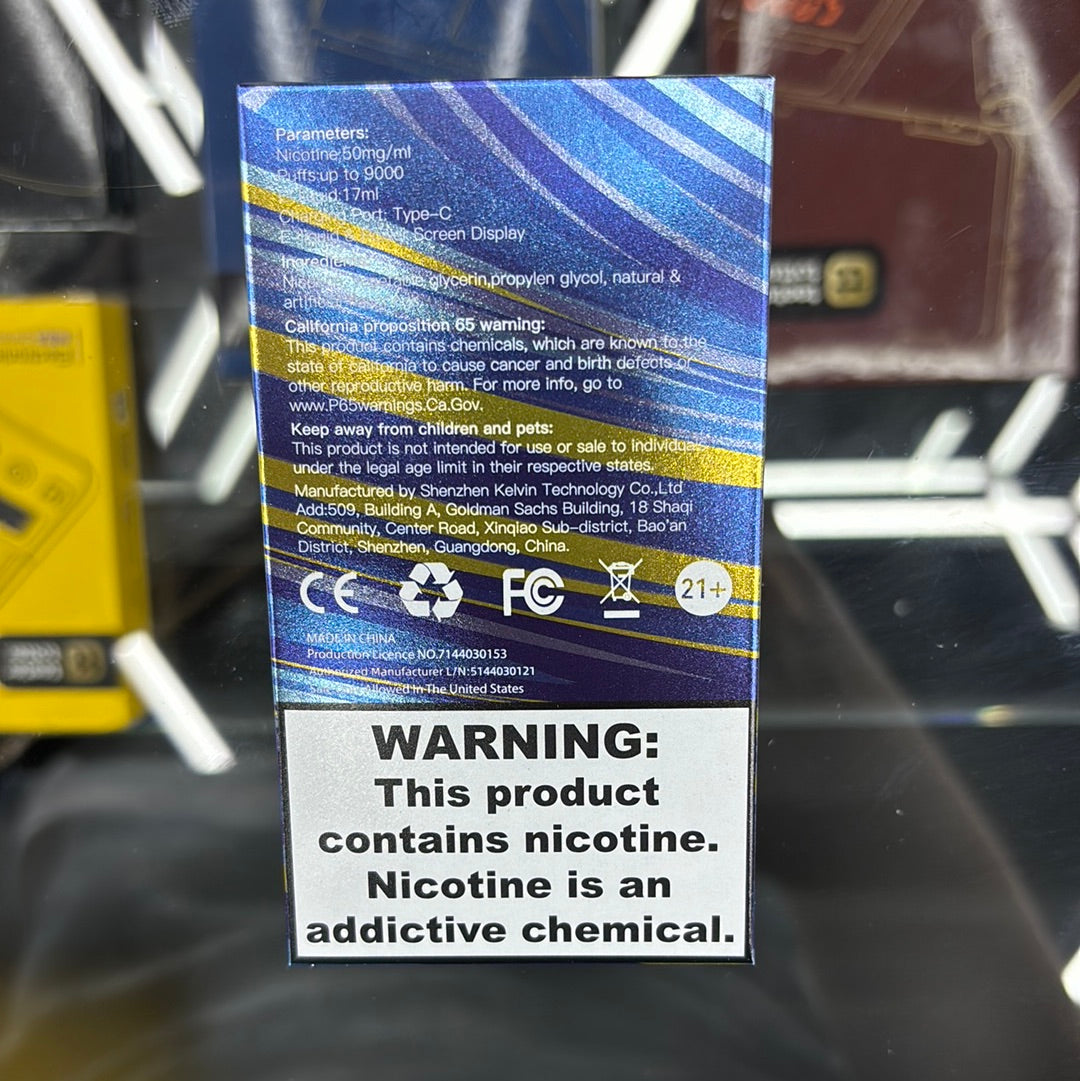 Parameters:
Nicotine:50mg/ml
Puffs:up to 9000
17ml
Charging Port: Type-C
Screen Display
Ingredients
glycerin,propylen glycol, natural &
California proposition 65 warning:
This product contains chemicals, which are known to the
state of california to cause cancer and birth defects or
other reproductive harm. For more info, go to
www.P65warnings.Ca.Gov.
Keep away from children and pets:
This product is not intended for use or sale to individuals
under the legal age limit in their respective states.
Manufactured by Shenzhen Kelvin Technology Co.,Ltd
Add:509, Building A, Goldman Sachs Building, 18 Shaqi
Community, Center Road, Xinqiao Sub-district, Bao'an
District, Shenzhen, Guangdong, China.
CE FC 21+
MADE IN CHINA
Production Licence NO.7144030153
Authorized Manufacturer L/N:5144030121
Allowed In The United States
WARNING:
This product
contains nicotine.
Nicotine is an
addictive chemical.